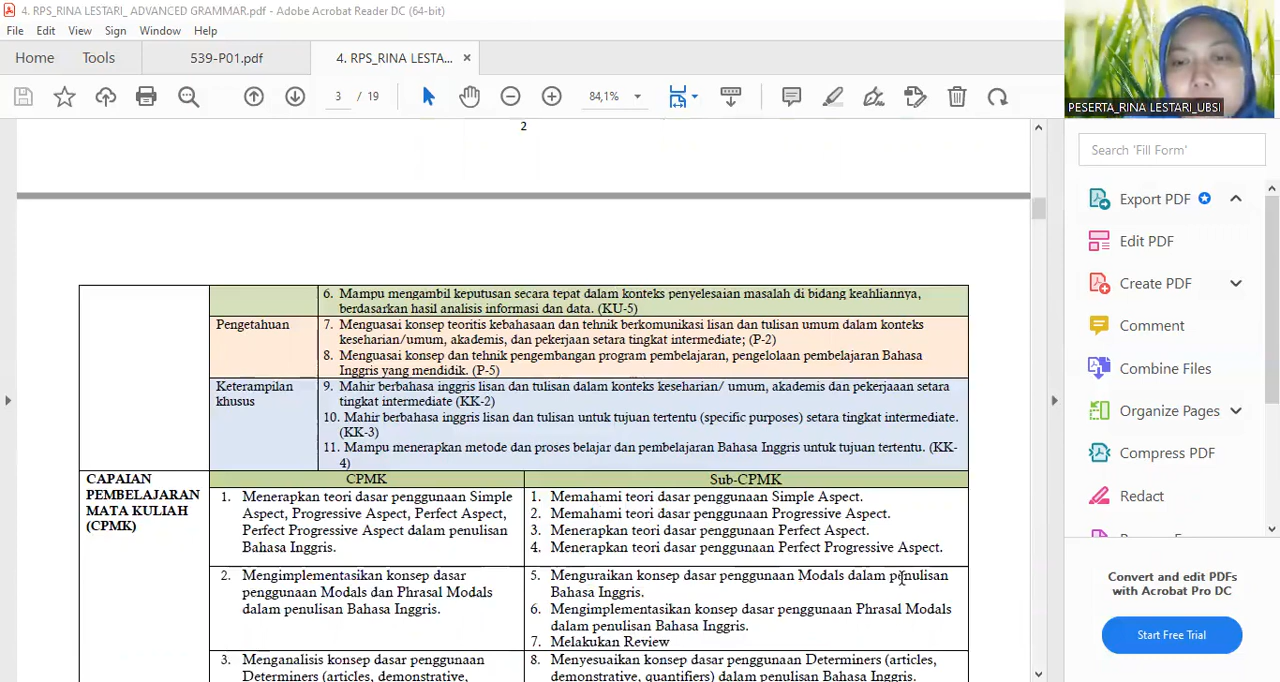 4. RPS_RINA LESTARI_ADVANCED GRAMMAR.pdf - Adobe Acrobat Reader DC (64-bit)
File Edit View Sign Window Help
Home Tools 539-P01.pdf 4. RPS_RINA LESTA... ×
3 / 19 84,1%
PESERTA_RINA LESTARI_UBSI
2
6. Mampu mengambil keputusan secara tepat dalam konteks penyelesaian masalah di bidang keahliannya,
berdasarkan hasil analisis informasi dan data. (KU-5)
Pengetahuan
7. Menguasai konsep teoritis kebahasaan dan tehnik berkomunikasi lisan dan tulisan umum dalam konteks
keseharian/umum, akademis, dan pekerjaan setara tingkat intermediate; (P-2)
8. Menguasai konsep dan tehnik pengembangan program pembelajaran, pengelolaan pembelajaran Bahasa
Inggris yang mendidik. (P-5)
Keterampilan
khusus
9. Mahir berbahasa inggris lisan dan tulisan dalam konteks keseharian/ umum, akademis dan pekerjaaan setara
tingkat intermediate (KK-2)
10. Mahir berbahasa inggris lisan dan tulisan untuk tujuan tertentu (specific purposes) setara tingkat intermediate.
(KK-3)
11. Mampu menerapkan metode dan proses belajar dan pembelajaran Bahasa Inggris untuk tujuan tertentu. (KK-
4)
CAPAIAN
PEMBELAJARAN
MATA KULIAH
(CPMK)
CPMK
Sub-CPMK
1. Menerapkan teori dasar penggunaan Simple
Aspect, Progressive Aspect, Perfect Aspect,
Perfect Progressive Aspect dalam penulisan
Bahasa Inggris.
1. Memahami teori dasar penggunaan Simple Aspect.
2. Memahami teori dasar penggunaan Progressive Aspect.
3. Menerapkan teori dasar penggunaan Perfect Aspect.
4. Menerapkan teori dasar penggunaan Perfect Progressive Aspect.
2. Mengimplementasikan konsep dasar
penggunaan Modals dan Phrasal Modals
dalam penulisan Bahasa Inggris.
5. Menguraikan konsep dasar penggunaan Modals dalam penulisan
Bahasa Inggris.
6. Mengimplementasikan konsep dasar penggunaan Phrasal Modals
dalam penulisan Bahasa Inggris.
7. Melakukan Review
3. Menganalisis konsep dasar penggunaan
Determiners (articles, demonstrative,
8. Menyesuaikan konsep dasar penggunaan Determiners (articles,
demonstrative, quantifiers) dalam penulisan Bahasa Inggris.
Search 'Fill Form'
Export PDF
Edit PDF
Create PDF
Comment
Combine Files
Organize Pages
Compress PDF
Redact
Convert and edit PDFs
with Acrobat Pro DC
Start Free Trial